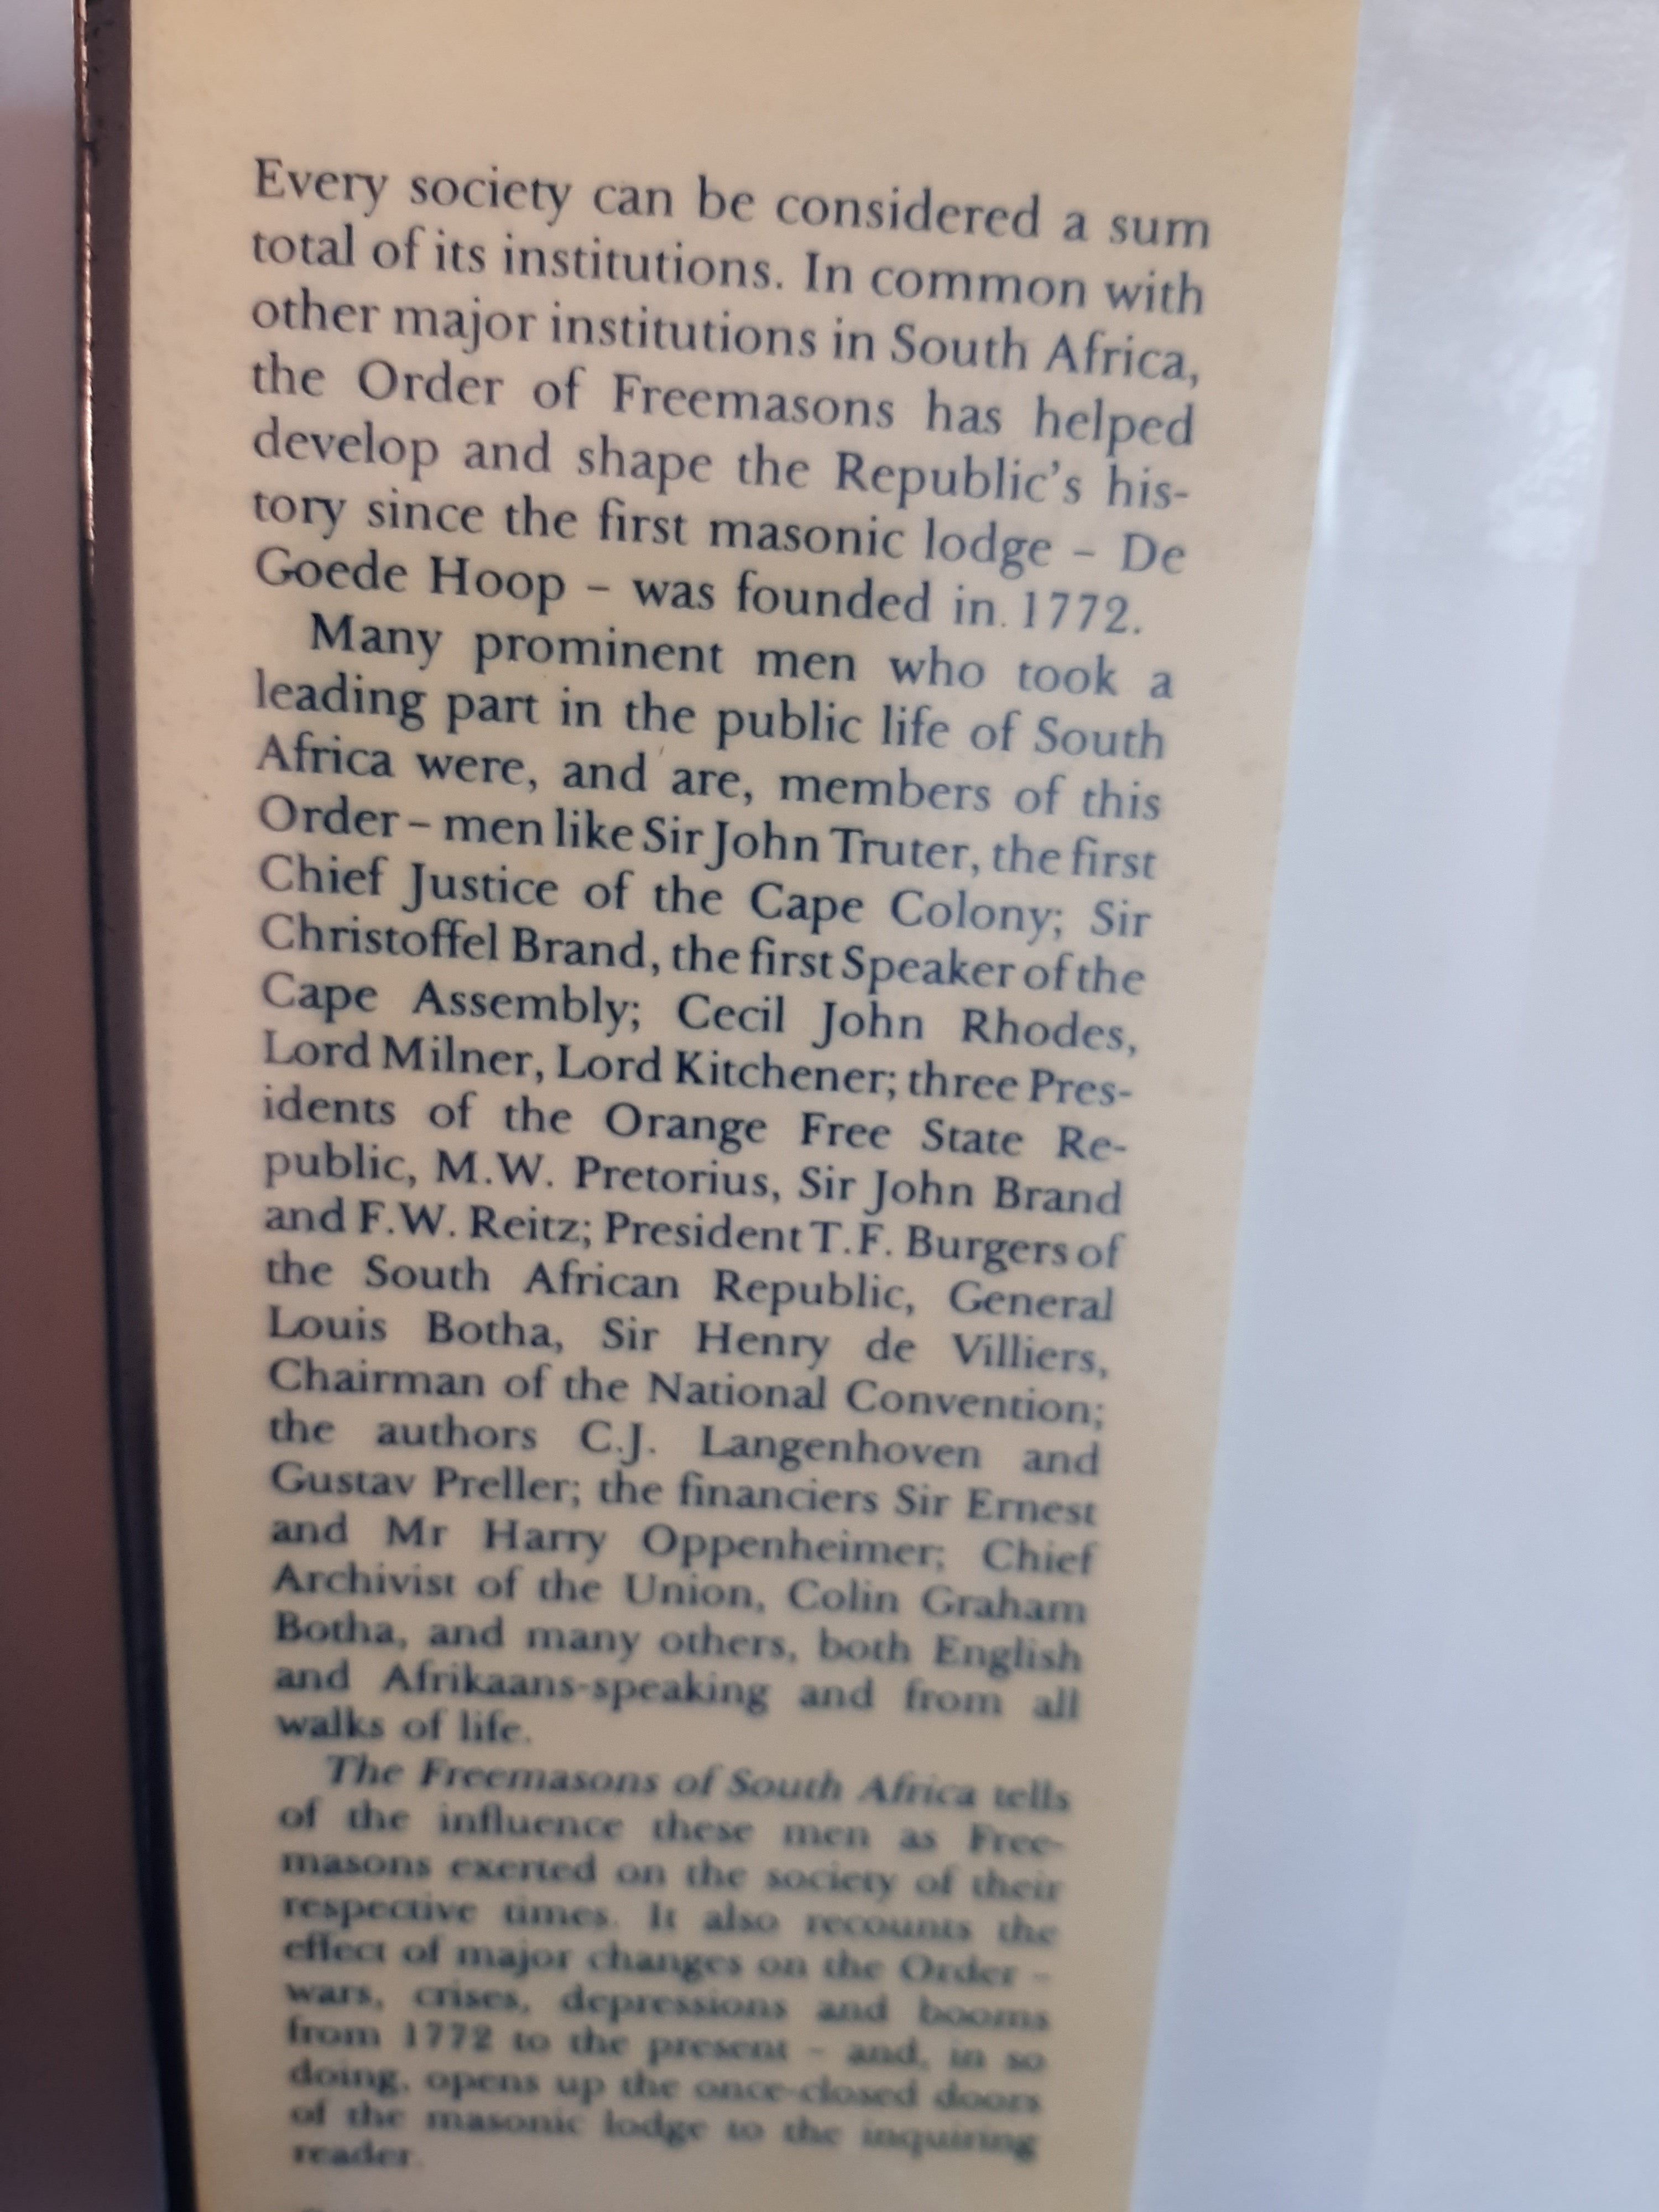 Every society can be considered a sum
total of its institutions. In common with
other major institutions in South Africa,
the Order of Freemasons has helped
develop and shape the Republic's his-
tory since the first masonic lodge – De
Goede Hoop – was founded in 1772.
Many prominent men who took a
leading part in the public life of South
Africa were, and are, members of this
Order – men like Sir John Truter, the first
Chief Justice of the Cape Colony; Sir
Christoffel Brand, the first Speaker of the
Cape Assembly; Cecil John Rhodes,
Lord Milner, Lord Kitchener; three Pres-
idents of the Orange Free State Re-
public, M.W. Pretorius, Sir John Brand
and F.W. Reitz; President T.F. Burgers of
the South African Republic, General
Louis Botha, Sir Henry de Villiers,
Chairman of the National Convention;
the authors C.J. Langenhoven and
Gustav Preller; the financiers Sir Ernest
and Mr Harry Oppenheimer; Chief
Archivist of the Union, Colin Graham
Botha, and many others, both English
and Afrikaans-speaking and from all
walks of life.
The Freemasons of South Africa tells
of the influence these men as Free-
masons exerted on the society of their
respective times. It also recounts the
effect of major changes on the Order –
wars, crises, depressions and booms
from 1772 to the present – and, in so
doing, opens up the once-closed doors
of the masonic lodge to the inquiring
reader.